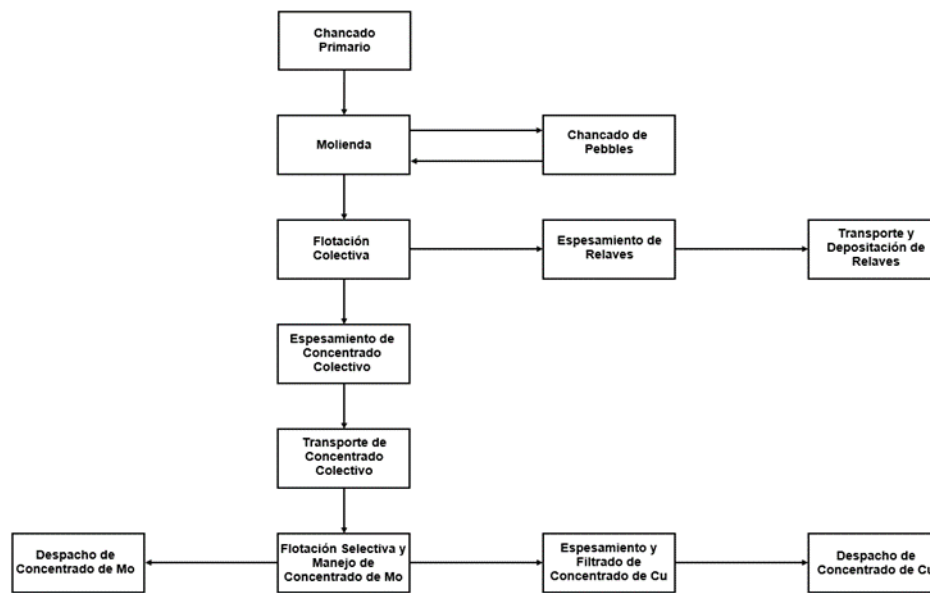 Chancado
Primario
Molienda
Chancado de
Pebbles
Flotación
Colectiva
Espesamiento de
Relaves
Transporte y
Depositación de
Relaves
Espesamiento de
Concentrado
Colectivo
Transporte de
Concentrado
Colectivo
Despacho de
Concentrado de Mo
Flotación Selectiva y
Manejo de
Concentrado de Mo
Espesamiento y
Filtrado de
Concentrado de Cu
Despacho de
Concentrado de Cu